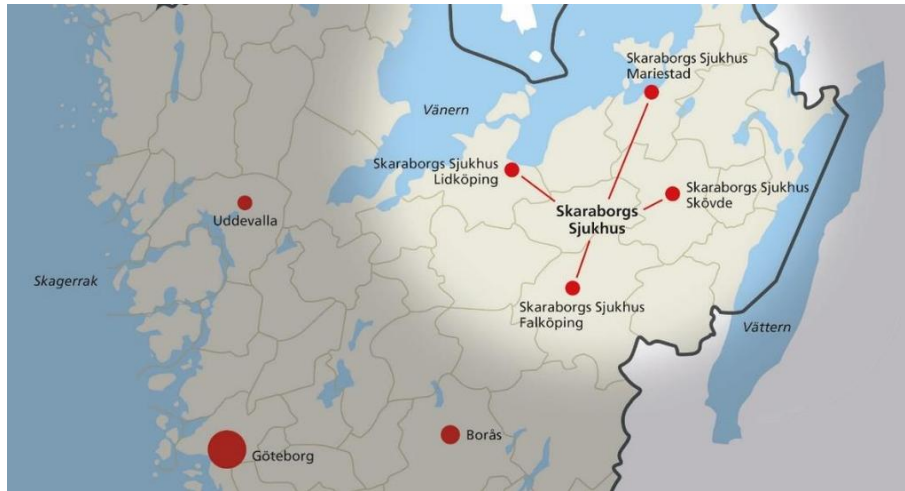 Skaraborgs Sjukhus
Mariestad
Vänern
Skaraborgs Sjukhus
Lidköping
Skaraborgs Sjukhus
Skövde
Uddevalla
Skaraborgs
Sjukhus
Skagerrak
Skaraborgs Sjukhus
Falköping
Vättern
Borås
Göteborg